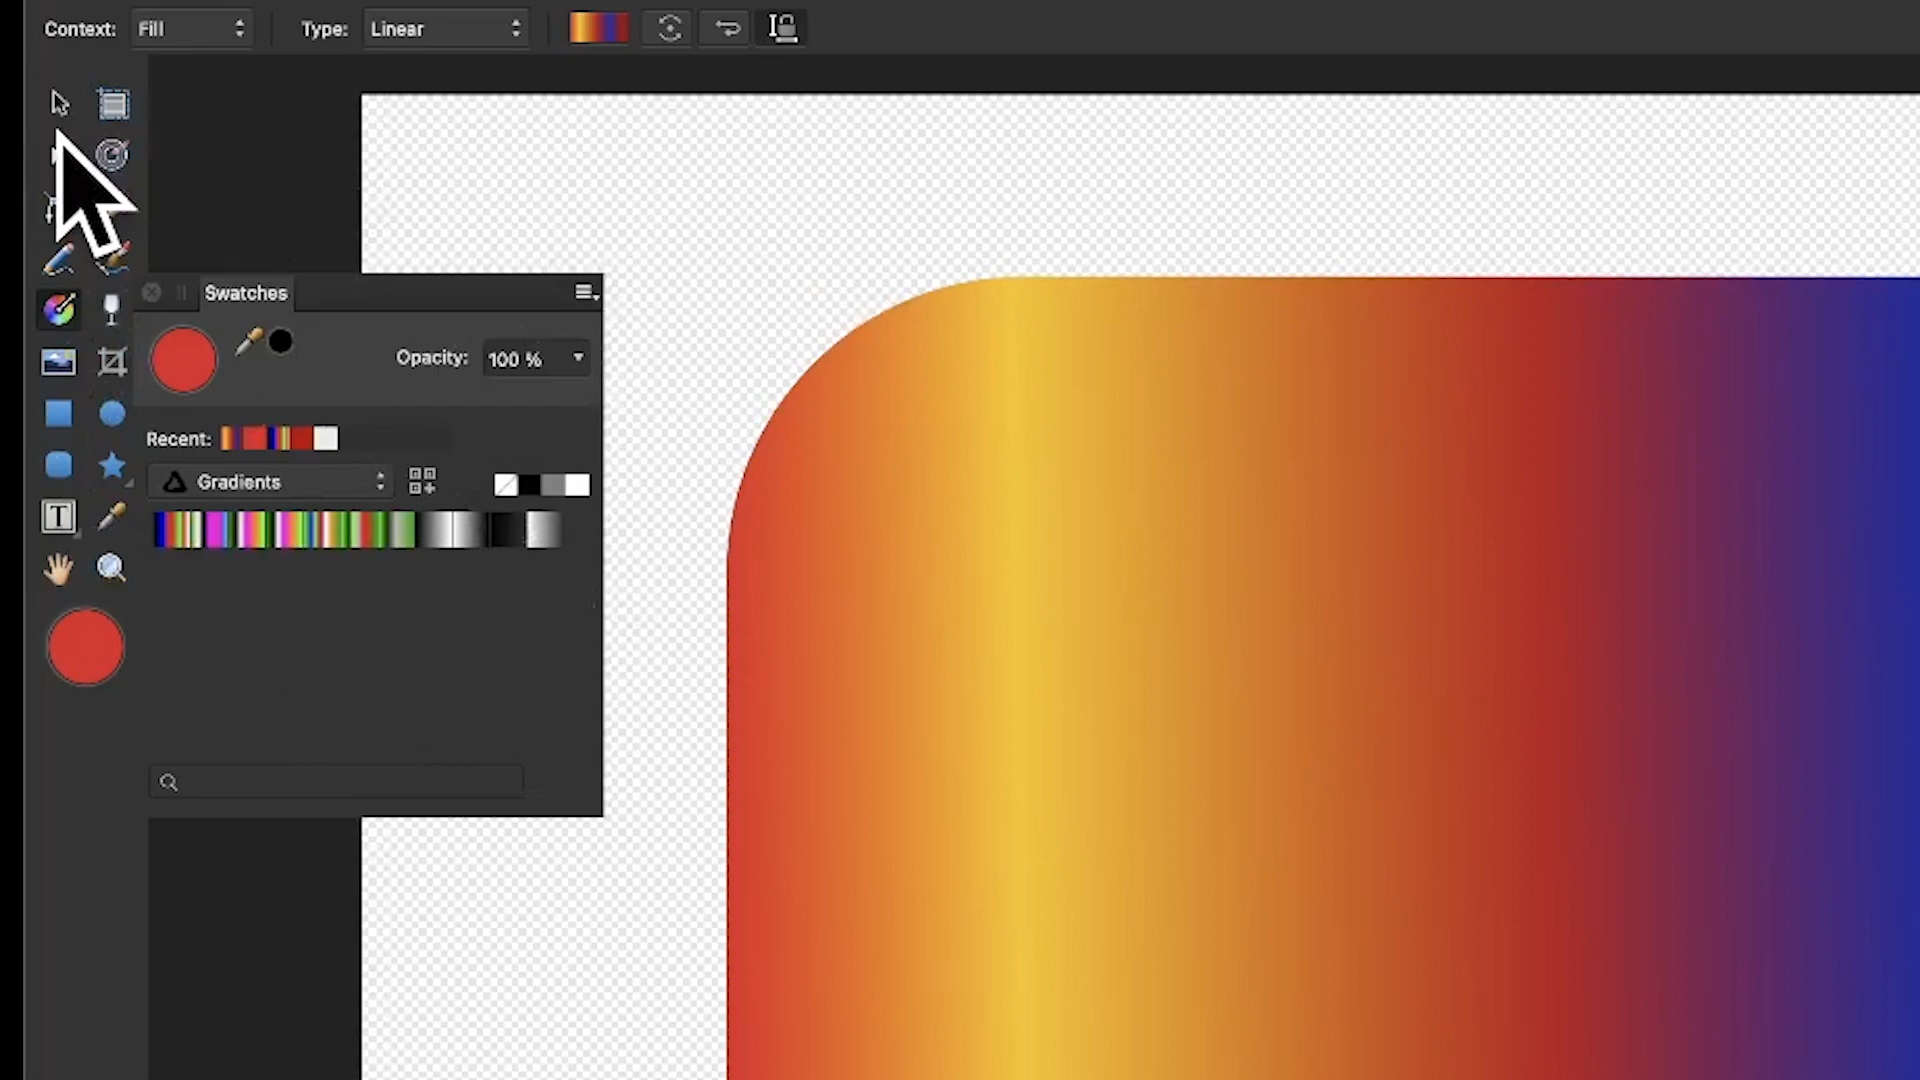 Context: Fill Type: Linear
Swatches
Opacity: 100 %
Recent:
Gradients
T